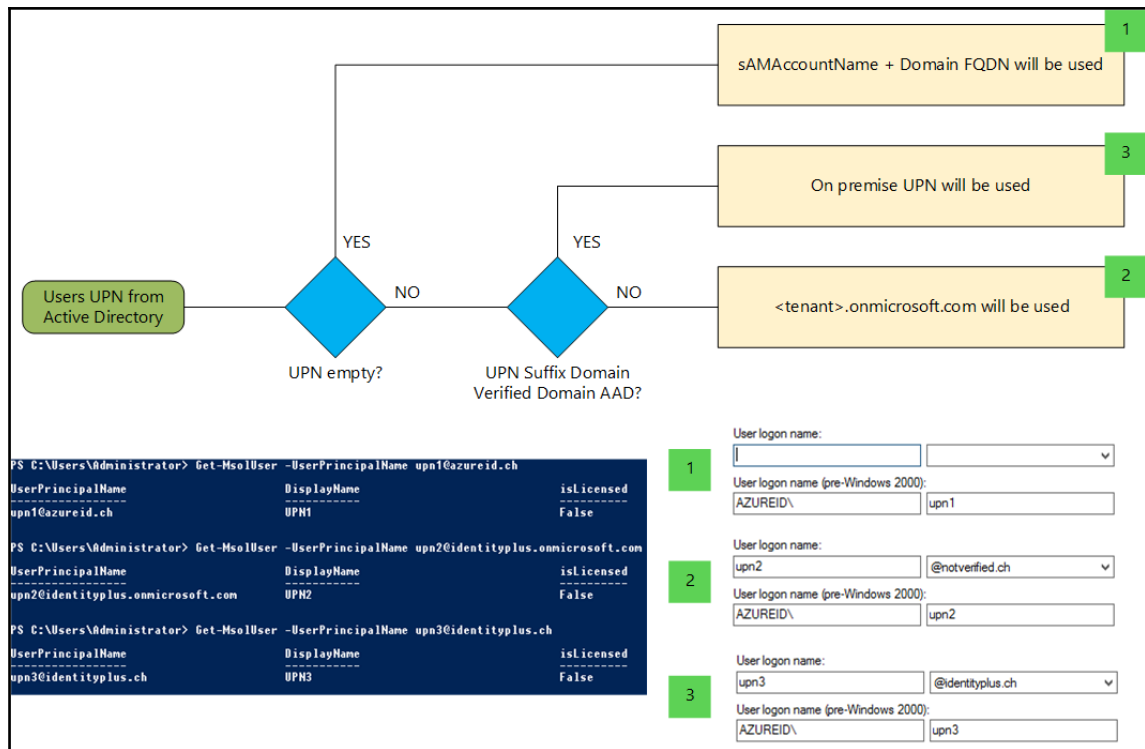 1
sAMAccountName + Domain FQDN will be used
3
On premise UPN will be used
YES
YES
2
Users UPN from
Active Directory
NO
NO
<tenant>.onmicrosoft.com will be used
UPN empty?
UPN Suffix Domain
Verified Domain AAD?
PS C:\Users\Administrator> Get-MsolUser -UserPrincipalName upn1@azureid.ch
UserPrincipalName DisplayName isLicensed
----------------- ----------- ----------
upn1@azureid.ch UPN1 False
PS C:\Users\Administrator> Get-MsolUser -UserPrincipalName upn2@identityplus.onmicrosoft.com
UserPrincipalName DisplayName isLicensed
----------------- ----------- ----------
upn2@identityplus.onmicrosoft.com UPN2 False
PS C:\Users\Administrator> Get-MsolUser -UserPrincipalName upn3@identityplus.ch
UserPrincipalName DisplayName isLicensed
----------------- ----------- ----------
upn3@identityplus.ch UPN3 False
1
User logon name:
User logon name (pre-Windows 2000):
AZUREID\ upn1
2
User logon name:
upn2 @notverified.ch
User logon name (pre-Windows 2000):
AZUREID\ upn2
3
User logon name:
upn3 @identityplus.ch
User logon name (pre-Windows 2000):
AZUREID\ upn3